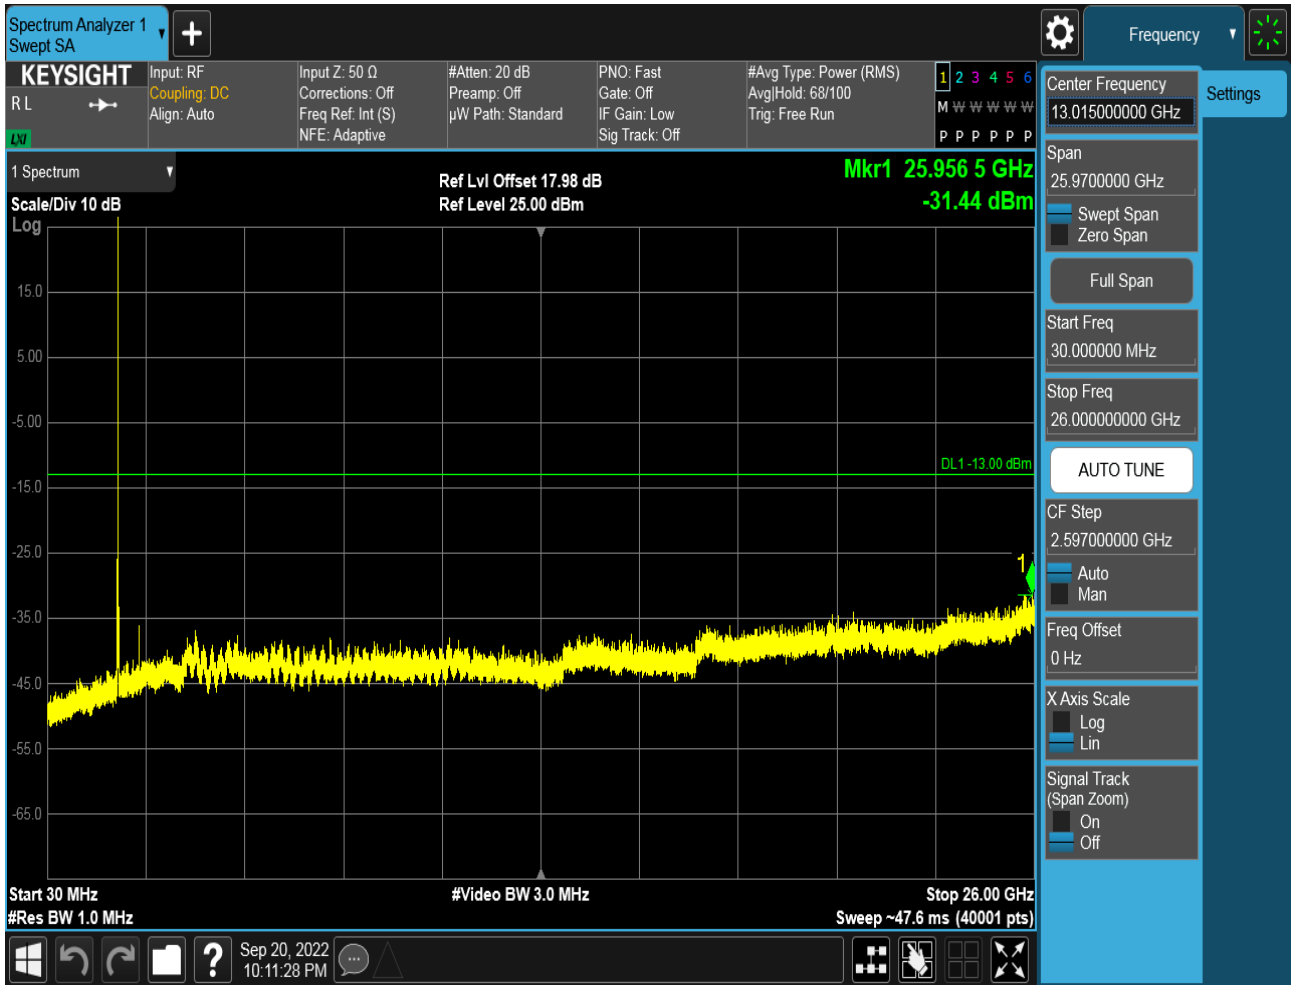 Spectrum Analyzer 1
Swept SA
Frequency
KEYSIGHT
R L
LXI
Input: RF
Coupling: DC
Align: Auto
Input Z: 50 Ω
Corrections: Off
Freq Ref: Int (S)
NFE: Adaptive
#Atten: 20 dB
Preamp: Off
µW Path: Standard
PNO: Fast
Gate: Off
IF Gain: Low
Sig Track: Off
#Avg Type: Power (RMS)
Avg|Hold: 68/100
Trig: Free Run
1 2 3 4 5 6
M W W W W W
P P P P P P
1 Spectrum
Scale/Div 10 dB
Log
Ref Lvl Offset 17.98 dB
Ref Level 25.00 dBm
Mkr1 25.956 5 GHz
-31.44 dBm
15.0
5.00
-5.00
-15.0
-25.0
-35.0
-45.0
-55.0
-65.0
DL1 -13.00 dBm
1
Start 30 MHz
#Res BW 1.0 MHz
#Video BW 3.0 MHz
Stop 26.00 GHz
Sweep ~47.6 ms (40001 pts)
Center Frequency
13.015000000 GHz
Settings
Span
25.9700000 GHz
Swept Span
Zero Span
Full Span
Start Freq
30.000000 MHz
Stop Freq
26.000000000 GHz
AUTO TUNE
CF Step
2.597000000 GHz
Auto
Man
Freq Offset
0 Hz
X Axis Scale
Log
Lin
Signal Track
(Span Zoom)
On
Off
?
Sep 20, 2022
10:11:28 PM